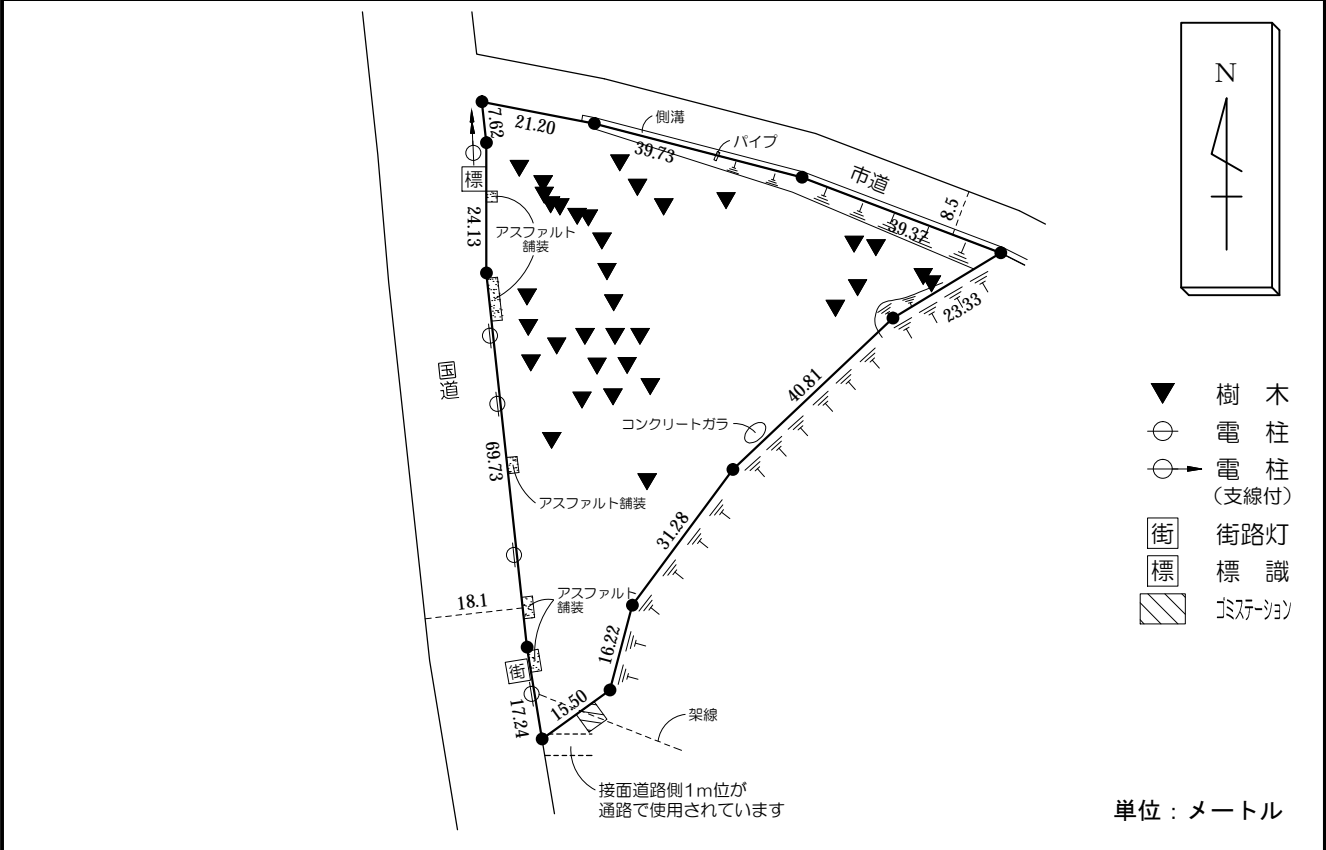 N
7.62
21.20
側溝
39.73
パイプ
市道
8.5
標
24.13
アスファルト
舗装
39.37
23.33
国道
40.81
コンクリートガラ
69.73
アスファルト舗装
31.28
18.1
アスファルト
舗装
16.22
街
17.24
15.50
架線
接面道路側1m位が
通路で使用されています
樹 木
電 柱
電 柱
(支線付)
街 街路灯
標 標 識
ゴミステーション
単位：メートル